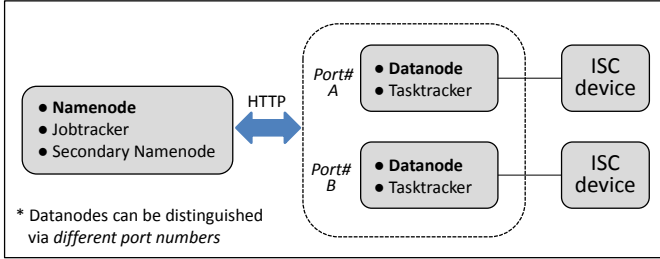 ● Namenode
● Jobtracker
● Secondary Namenode
HTTP
Port#
A
● Datanode
● Tasktracker
ISC
device
Port#
B
● Datanode
● Tasktracker
ISC
device
* Datanodes can be distinguished
via different port numbers